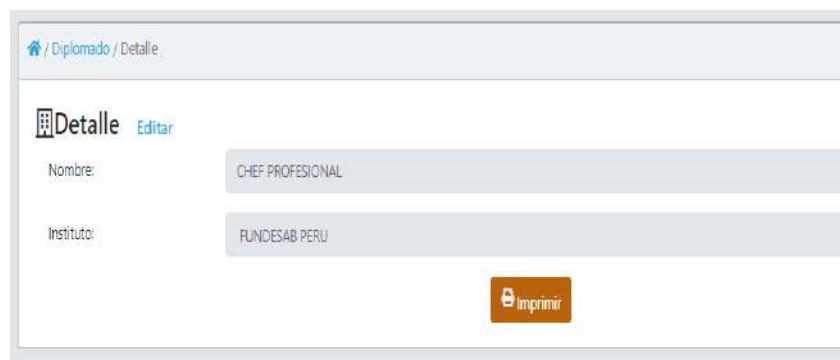 / Diplomado / Detalle
Detalle Editar
Nombre: CHEF PROFESIONAL
Instituto: FUNDESAB PERU
Imprimir